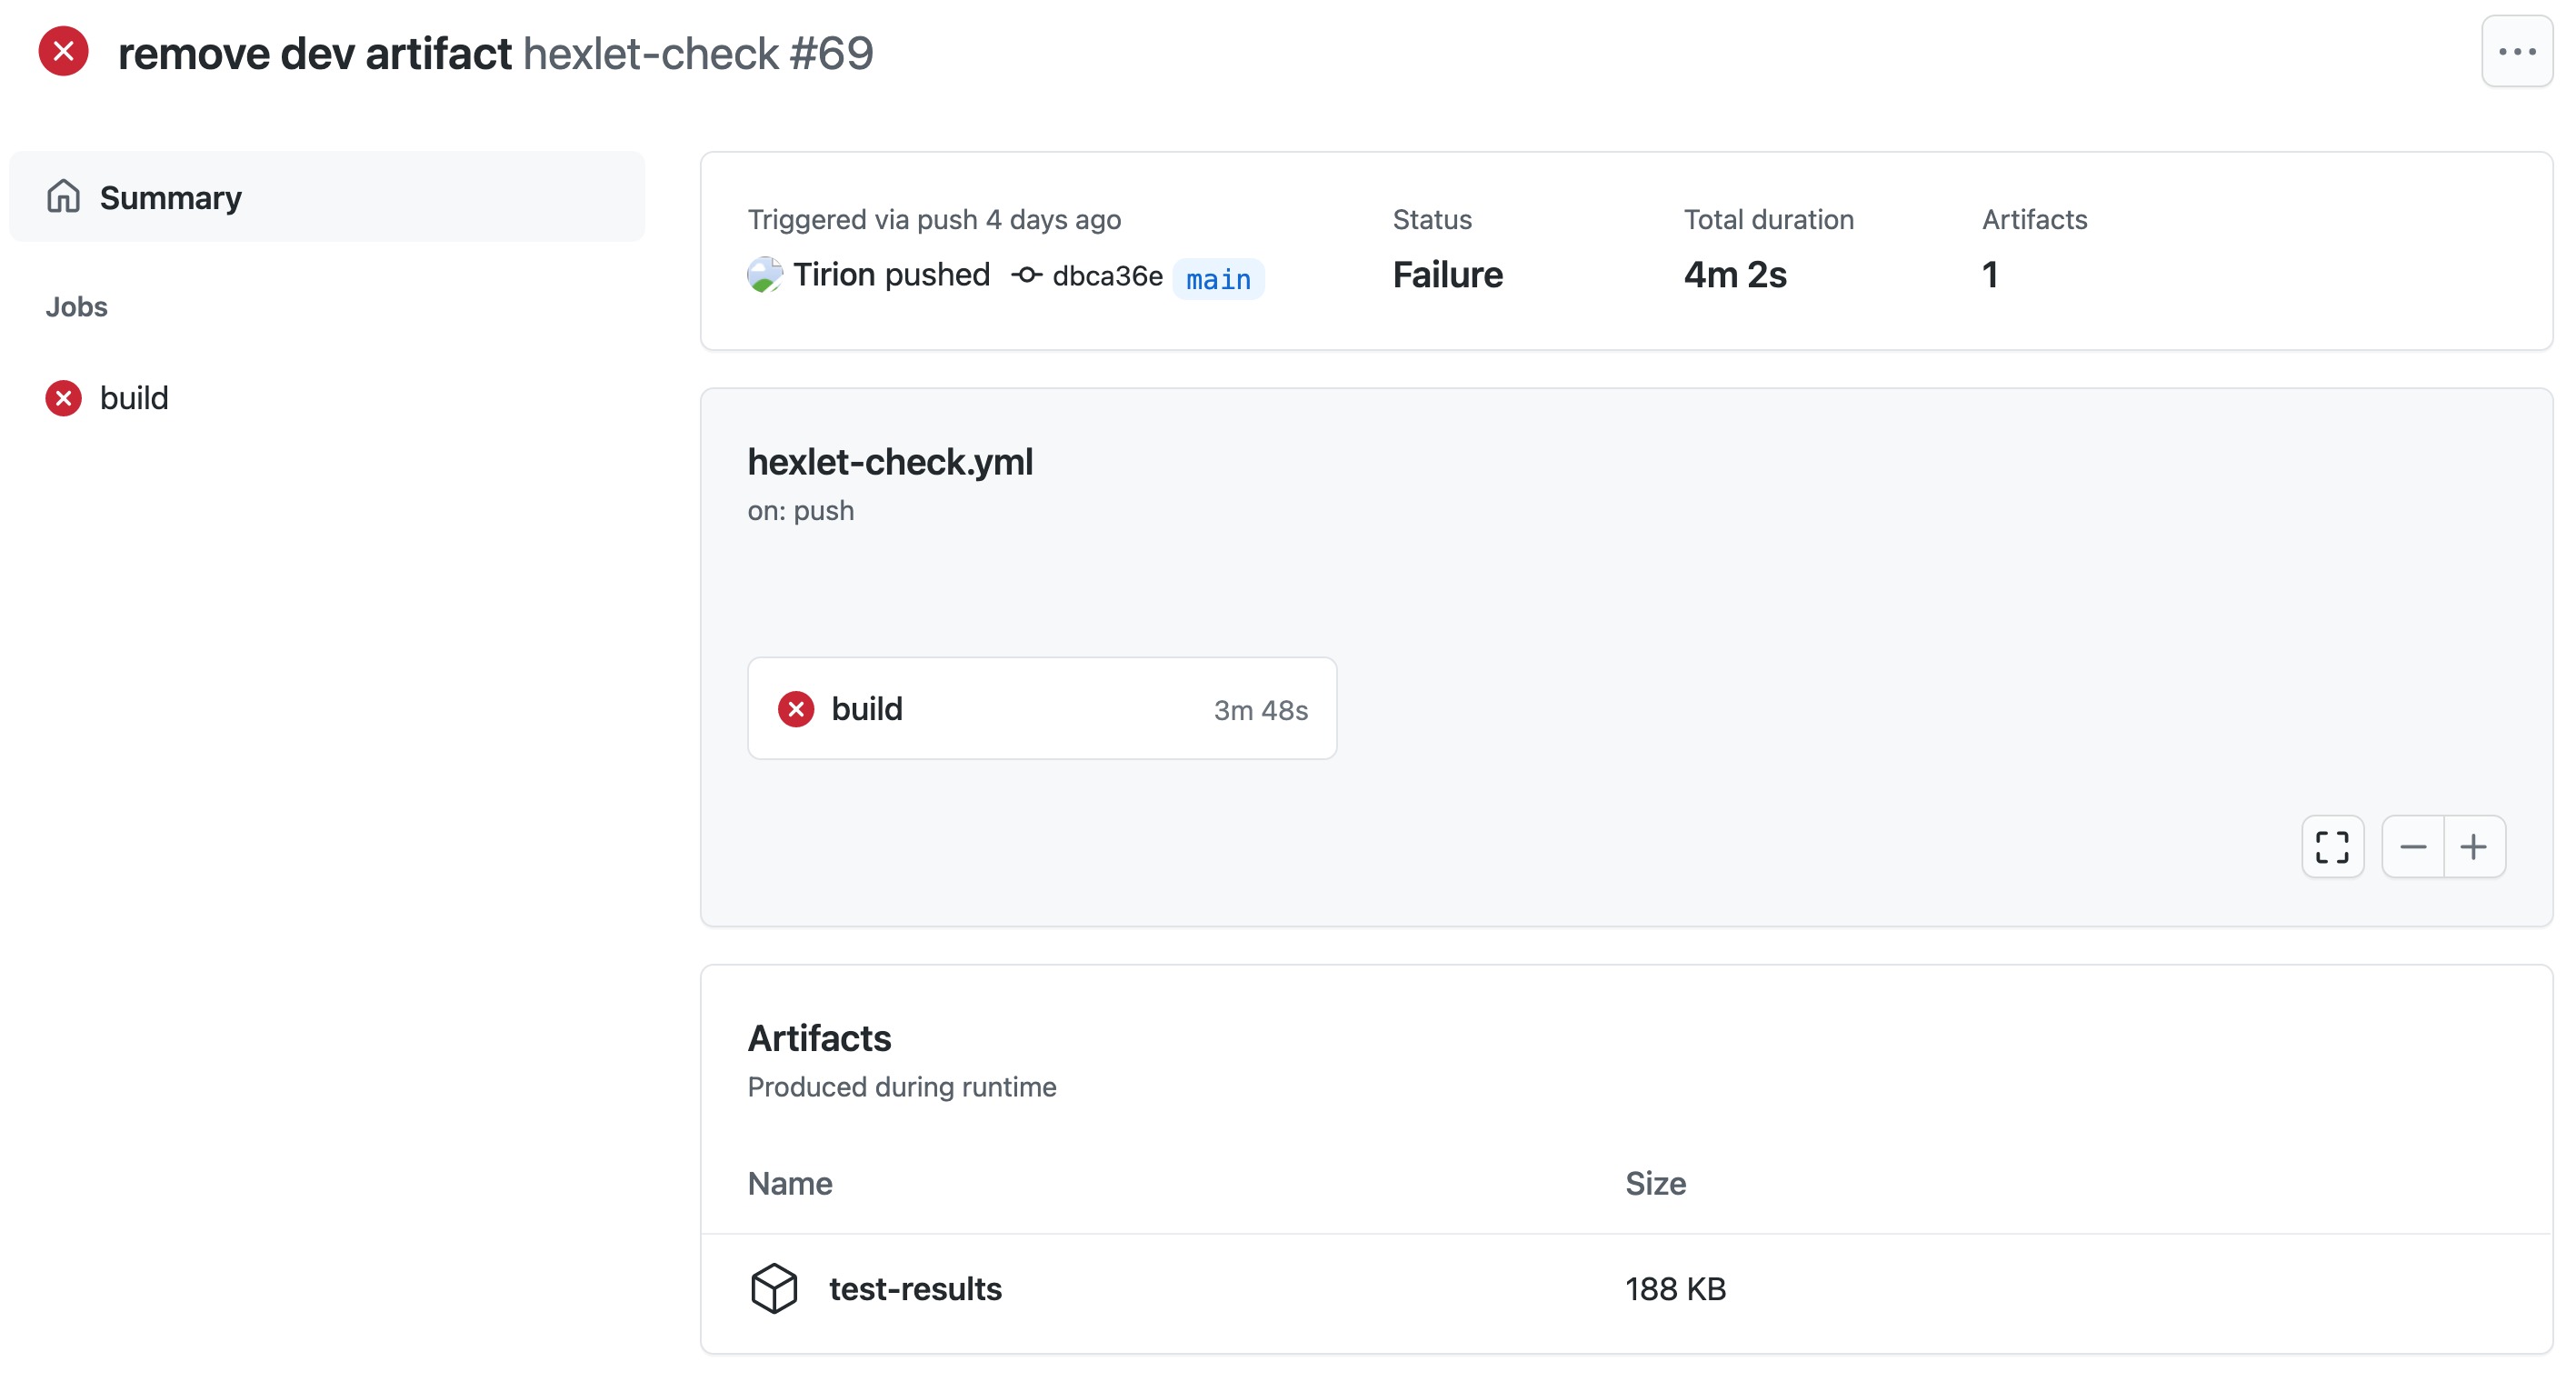 remove dev artifact hexlet-check #69
Summary
Jobs
build
Triggered via push 4 days ago
Tirion pushed dbca36e main
Status
Failure
Total duration
4m 2s
Artifacts
1
hexlet-check.yml
on: push
build 3m 48s
Artifacts
Produced during runtime
Name Size
test-results 188 KB